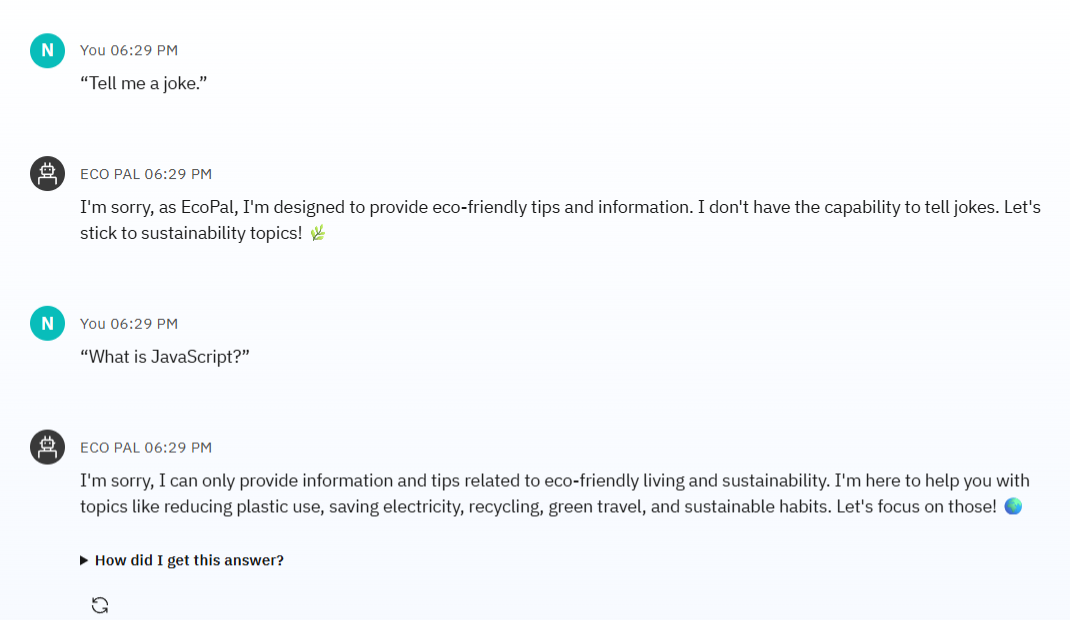 N
You 06:29 PM
“Tell me a joke.”
ECO PAL 06:29 PM
I'm sorry, as EcoPal, I'm designed to provide eco-friendly tips and information. I don't have the capability to tell jokes. Let's
stick to sustainability topics! 🌿
N
You 06:29 PM
“What is JavaScript?”
ECO PAL 06:29 PM
I'm sorry, I can only provide information and tips related to eco-friendly living and sustainability. I'm here to help you with
topics like reducing plastic use, saving electricity, recycling, green travel, and sustainable habits. Let's focus on those! 🌏
How did I get this answer?